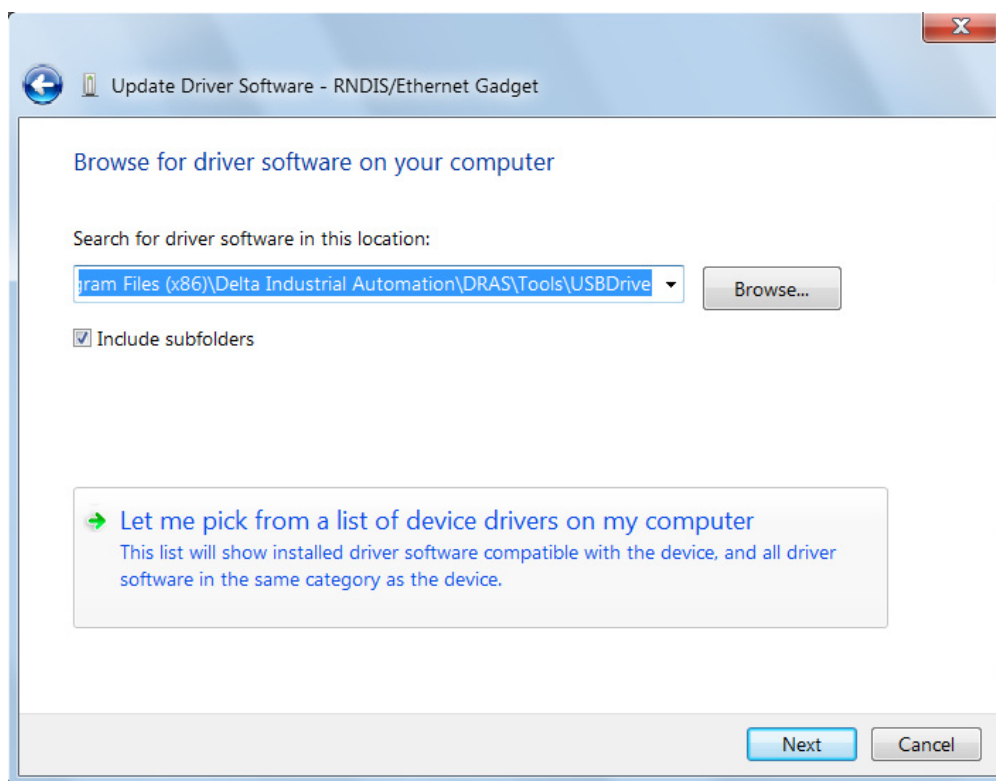 Update Driver Software - RNDIS/Ethernet Gadget
Browse for driver software on your computer
Search for driver software in this location:
gram Files (x86)\Delta Industrial Automation\DRAS\Tools\USBDrive
Browse...
Include subfolders
Let me pick from a list of device drivers on my computer
This list will show installed driver software compatible with the device, and all driver
software in the same category as the device.
Next
Cancel